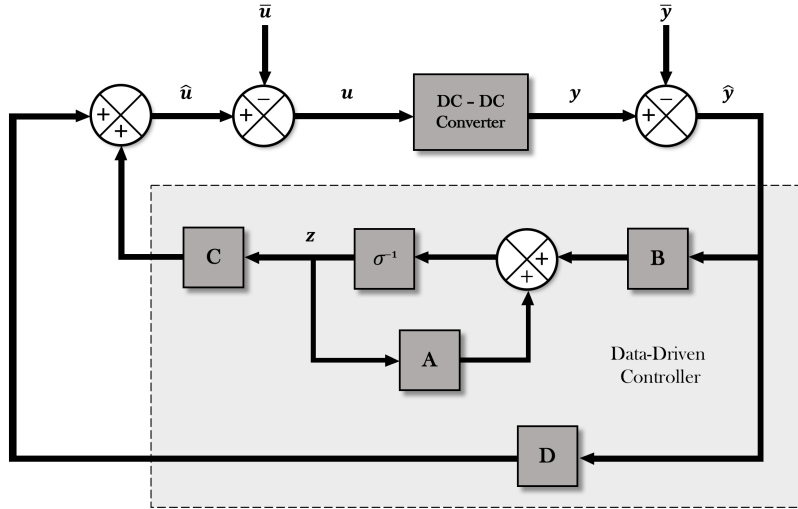 ū ȳ
û u DC – DC Converter y ŷ
+ + − + − +
C z σ⁻¹ + + B
A
Data-Driven
Controller
D